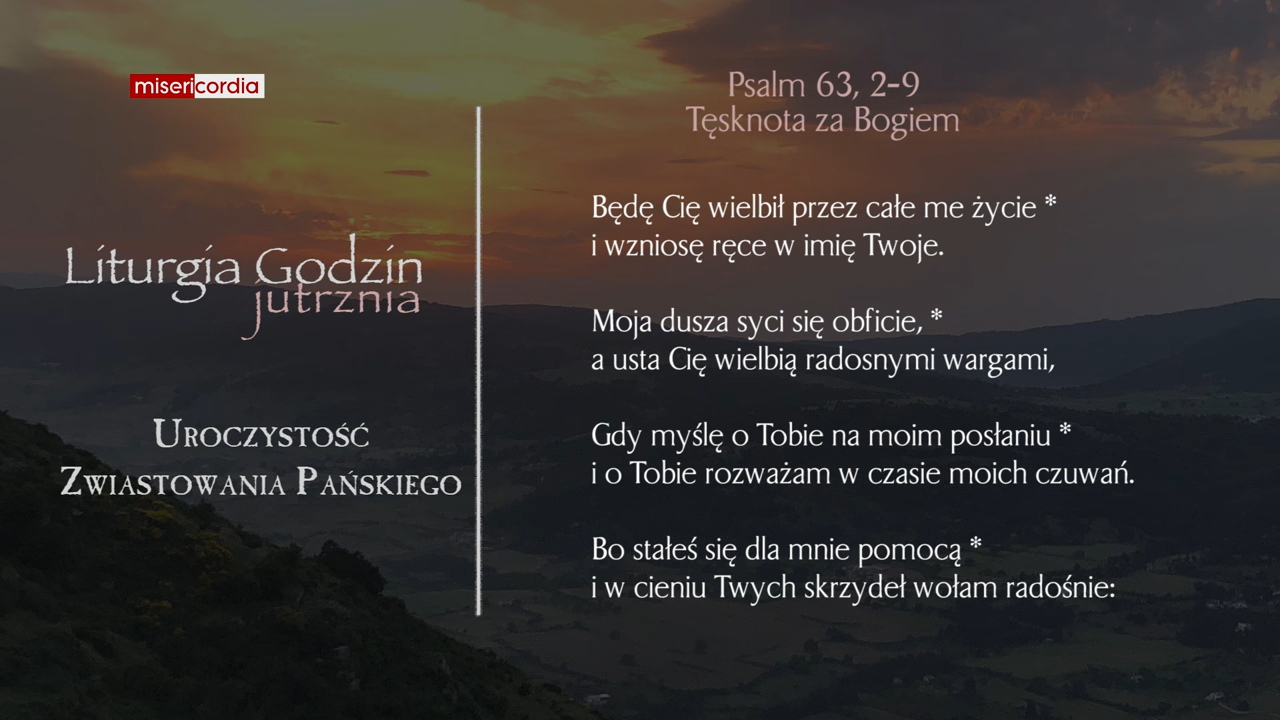 misericordia
Liturgia Godzin
jutrznia
Uroczystość
Zwiastowania Pańskiego
Psalm 63, 2-9
Tęsknota za Bogiem
Będę Cię wielbił przez całe me życie *
i wzniosę ręce w imię Twoje.
Moja dusza syci się obficie, *
a usta Cię wielbią radosnymi wargami,
Gdy myślę o Tobie na moim posłaniu *
i o Tobie rozważam w czasie moich czuwań.
Bo stałeś się dla mnie pomocą *
i w cieniu Twych skrzydeł wołam radośnie: